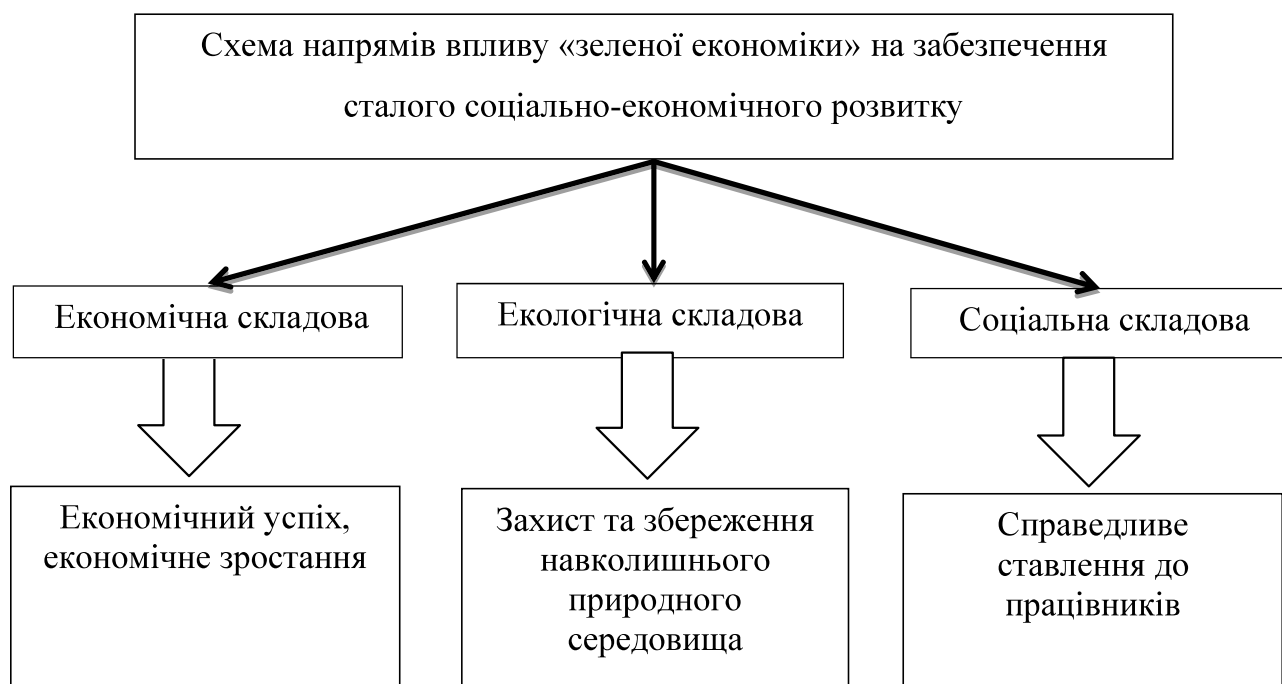 Схема напрямів впливу «зеленої економіки» на забезпечення
сталого соціально-економічного розвитку
Економічна складова
Екологічна складова
Соціальна складова
Економічний успіх,
економічне зростання
Захист та збереження
навколишнього
природного
середовища
Справедливе
ставлення до
працівників